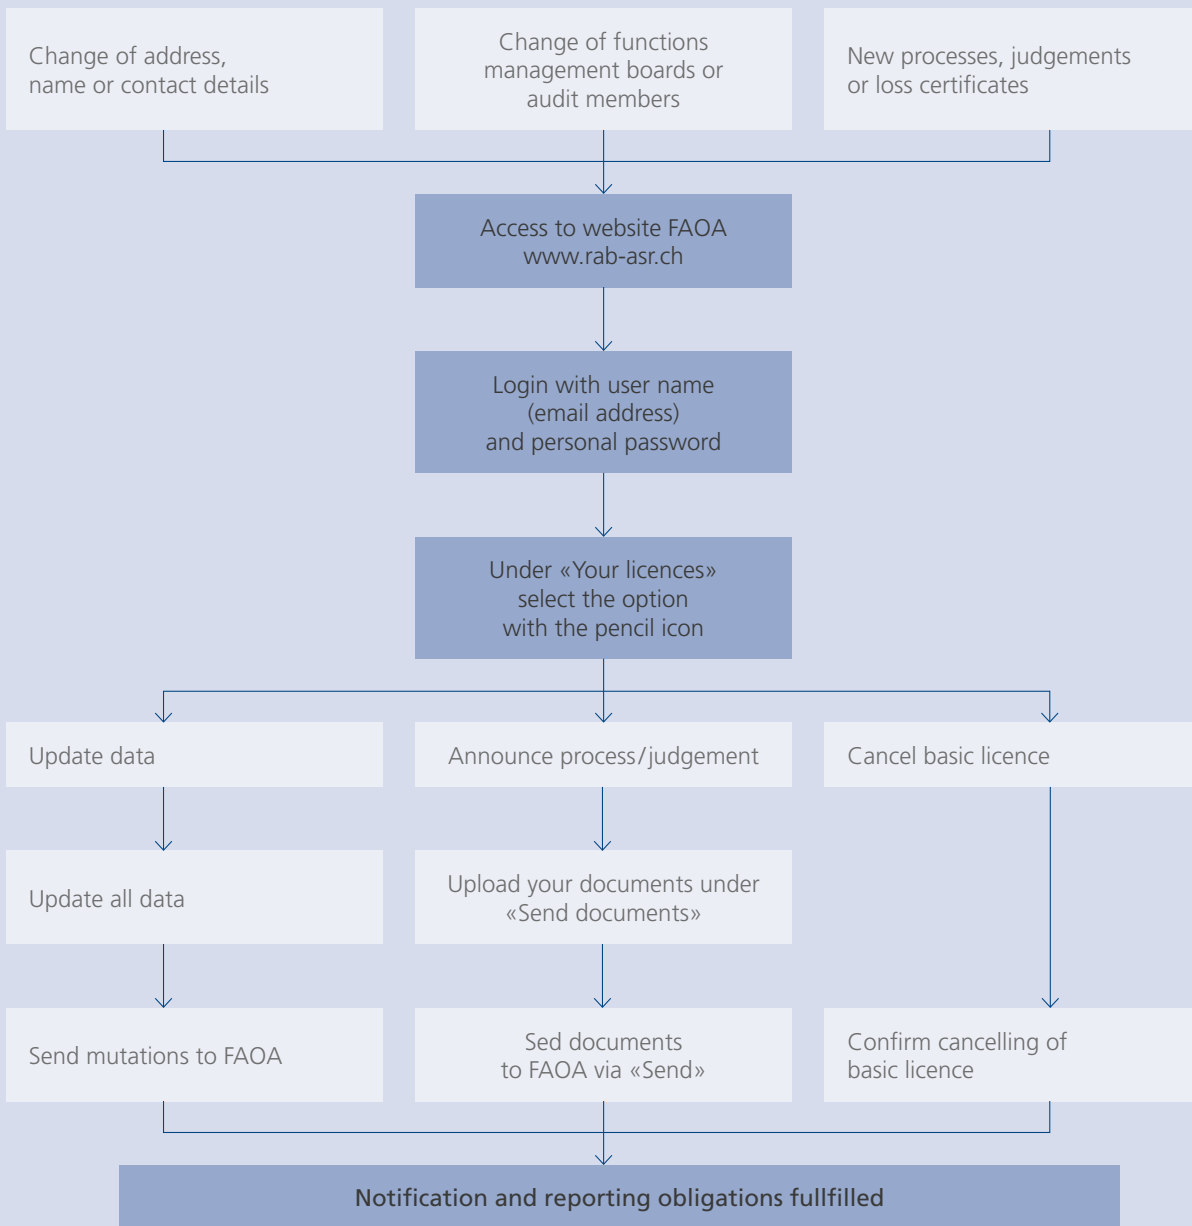 Change of address,
name or contact details
Change of functions
management boards or
audit members
New processes, judgements
or loss certificates
Access to website FAOA
www.rab-asr.ch
Login with user name
(email address)
and personal password
Under «Your licences»
select the option
with the pencil icon
Update data
Announce process/judgement
Cancel basic licence
Update all data
Upload your documents under
«Send documents»
Send mutations to FAOA
Sed documents
to FAOA via «Send»
Confirm cancelling of
basic licence
Notification and reporting obligations fullfilled